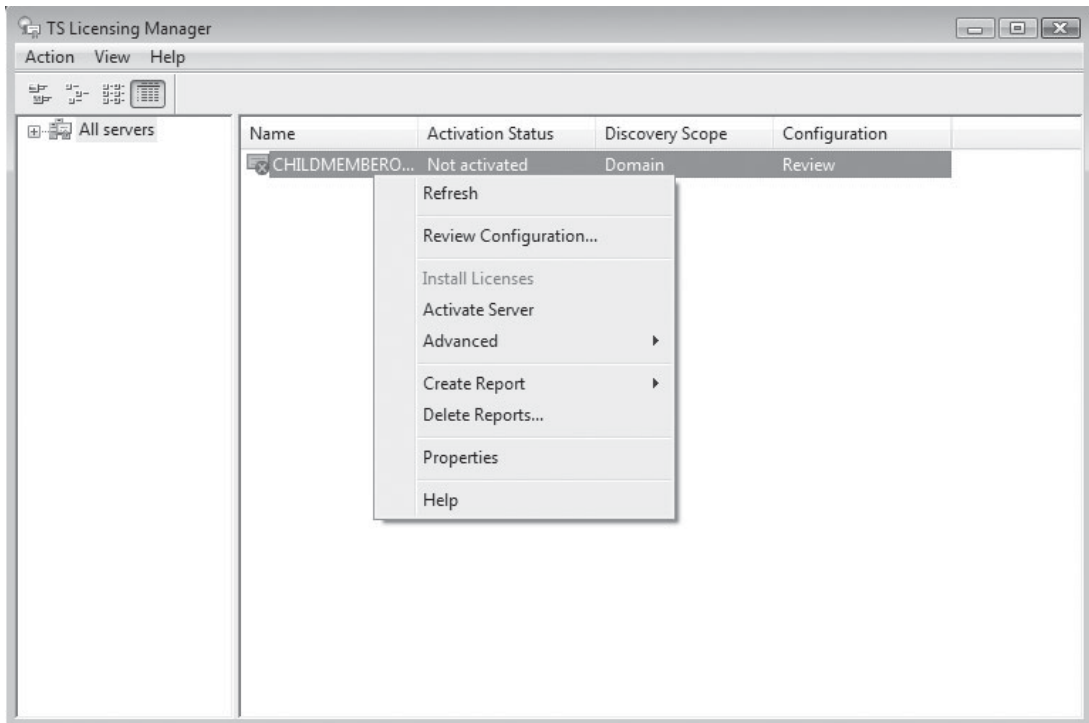 TS Licensing Manager
Action View Help
All servers
Name Activation Status Discovery Scope Configuration
CHILDMEMBERO... Not activated Domain Review
Refresh
Review Configuration...
Install Licenses
Activate Server
Advanced
Create Report
Delete Reports...
Properties
Help